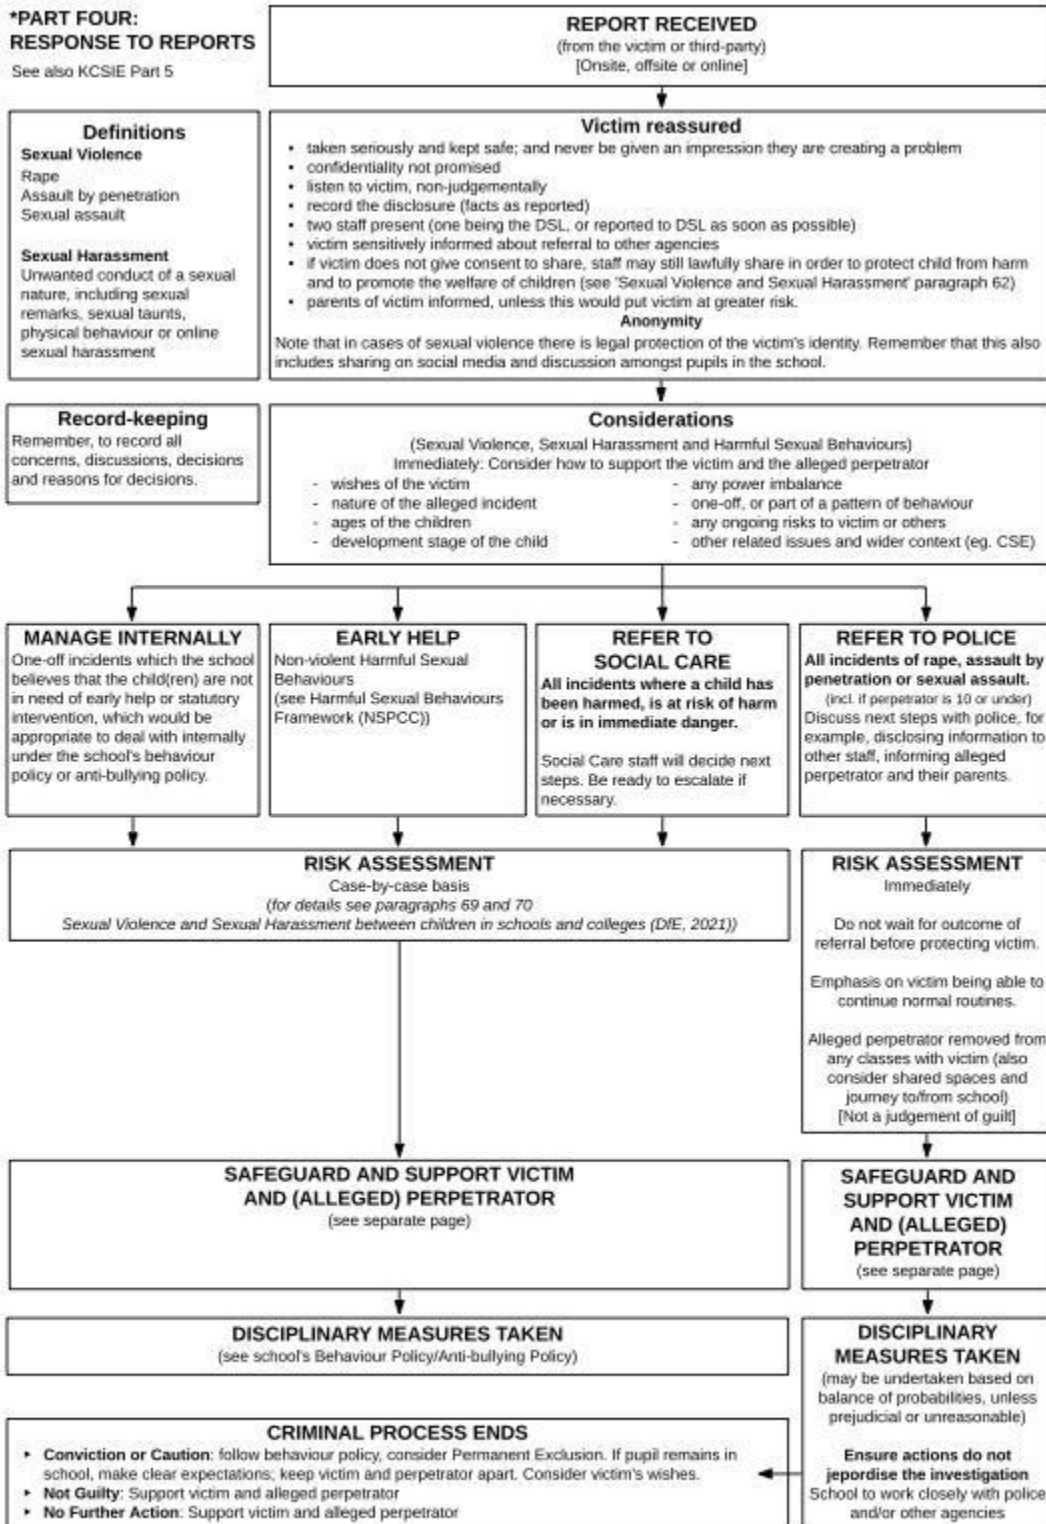 *PART FOUR:
RESPONSE TO REPORTS
See also KCSIE Part 5
REPORT RECEIVED
(from the victim or third-party)
[Onsite, offsite or online]
Definitions
Sexual Violence
Rape
Assault by penetration
Sexual assault
Sexual Harassment
Unwanted conduct of a sexual
nature, including sexual
remarks, sexual taunts,
physical behaviour or online
sexual harassment
Victim reassured
• taken seriously and kept safe; and never be given an impression they are creating a problem
• confidentiality not promised
• listen to victim, non-judgementally
• record the disclosure (facts as reported)
• two staff present (one being the DSL, or reported to DSL as soon as possible)
• victim sensitively informed about referral to other agencies
• if victim does not give consent to share, staff may still lawfully share in order to protect child from harm
and to promote the welfare of children (see 'Sexual Violence and Sexual Harassment' paragraph 62)
• parents of victim informed, unless this would put victim at greater risk.
Anonymity
Note that in cases of sexual violence there is legal protection of the victim's identity. Remember that this also
includes sharing on social media and discussion amongst pupils in the school.
Record-keeping
Remember, to record all
concerns, discussions, decisions
and reasons for decisions.
Considerations
(Sexual Violence, Sexual Harassment and Harmful Sexual Behaviours)
Immediately: Consider how to support the victim and the alleged perpetrator
- wishes of the victim
- nature of the alleged incident
- ages of the children
- development stage of the child
- any power imbalance
- one-off, or part of a pattern of behaviour
- any ongoing risks to victim or others
- other related issues and wider context (eg. CSE)
MANAGE INTERNALLY
One-off incidents which the school
believes that the child(ren) are not
in need of early help or statutory
intervention, which would be
appropriate to deal with internally
under the school's behaviour
policy or anti-bullying policy.
EARLY HELP
Non-violent Harmful Sexual
Behaviours
(see Harmful Sexual Behaviours
Framework (NSPCC))
REFER TO
SOCIAL CARE
All incidents where a child has
been harmed, is at risk of harm
or is in immediate danger.
Social Care staff will decide next
steps. Be ready to escalate if
necessary.
REFER TO POLICE
All incidents of rape, assault by
penetration or sexual assault.
(incl. if perpetrator is 10 or under)
Discuss next steps with police, for
example, disclosing information to
other staff, informing alleged
perpetrator and their parents.
RISK ASSESSMENT
Case-by-case basis
(for details see paragraphs 69 and 70
Sexual Violence and Sexual Harassment between children in schools and colleges (DfE, 2021))
RISK ASSESSMENT
Immediately
Do not wait for outcome of
referral before protecting victim.
Emphasis on victim being able to
continue normal routines.
Alleged perpetrator removed from
any classes with victim (also
consider shared spaces and
journey to/from school)
[Not a judgement of guilt]
SAFEGUARD AND SUPPORT VICTIM
AND (ALLEGED) PERPETRATOR
(see separate page)
SAFEGUARD AND
SUPPORT VICTIM
AND (ALLEGED)
PERPETRATOR
(see separate page)
DISCIPLINARY MEASURES TAKEN
(see school's Behaviour Policy/Anti-bullying Policy)
DISCIPLINARY
MEASURES TAKEN
(may be undertaken based on
balance of probabilities, unless
prejudicial or unreasonable)
Ensure actions do not
jepordise the investigation
School to work closely with police
and/or other agencies
CRIMINAL PROCESS ENDS
▸ Conviction or Caution: follow behaviour policy, consider Permanent Exclusion. If pupil remains in
school, make clear expectations; keep victim and perpetrator apart. Consider victim's wishes.
▸ Not Guilty: Support victim and alleged perpetrator
▸ No Further Action: Support victim and alleged perpetrator